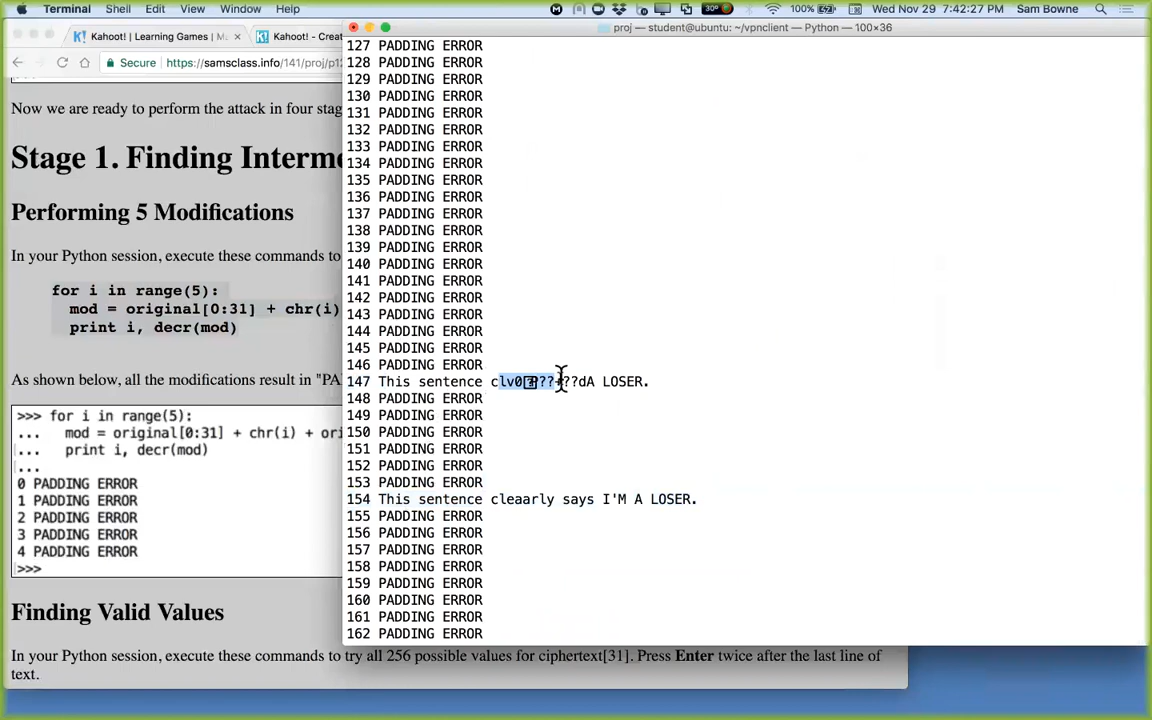 Terminal Shell Edit View Window Help
30° 100% Wed Nov 29 7:42:27 PM Sam Bowne
Kahoot! | Learning Games | M
Kahoot! - Crea
proj — student@ubuntu: ~/vpnclient — Python — 100×36
Secure https://samsclass.info/141/proj/p1
Now we are ready to perform the attack in four stag
Stage 1. Finding Interme
Performing 5 Modifications
In your Python session, execute these commands to
for i in range(5):
mod = original[0:31] + chr(i)
print i, decr(mod)
As shown below, all the modifications result in "PA
>>> for i in range(5):
... mod = original[0:31] + chr(i) + ori
... print i, decr(mod)
...
0 PADDING ERROR
1 PADDING ERROR
2 PADDING ERROR
3 PADDING ERROR
4 PADDING ERROR
>>>
Finding Valid Values
In your Python session, execute these commands to try all 256 possible values for ciphertext[31]. Press Enter twice after the last line of
text.
127 PADDING ERROR
128 PADDING ERROR
129 PADDING ERROR
130 PADDING ERROR
131 PADDING ERROR
132 PADDING ERROR
133 PADDING ERROR
134 PADDING ERROR
135 PADDING ERROR
136 PADDING ERROR
137 PADDING ERROR
138 PADDING ERROR
139 PADDING ERROR
140 PADDING ERROR
141 PADDING ERROR
142 PADDING ERROR
143 PADDING ERROR
144 PADDING ERROR
145 PADDING ERROR
146 PADDING ERROR
147 This sentence LOSER.
148 PADDING ERROR
149 PADDING ERROR
150 PADDING ERROR
151 PADDING ERROR
152 PADDING ERROR
153 PADDING ERROR
154 This sentence cleaarly says I'M A LOSER.
155 PADDING ERROR
156 PADDING ERROR
157 PADDING ERROR
158 PADDING ERROR
159 PADDING ERROR
160 PADDING ERROR
161 PADDING ERROR
162 PADDING ERROR